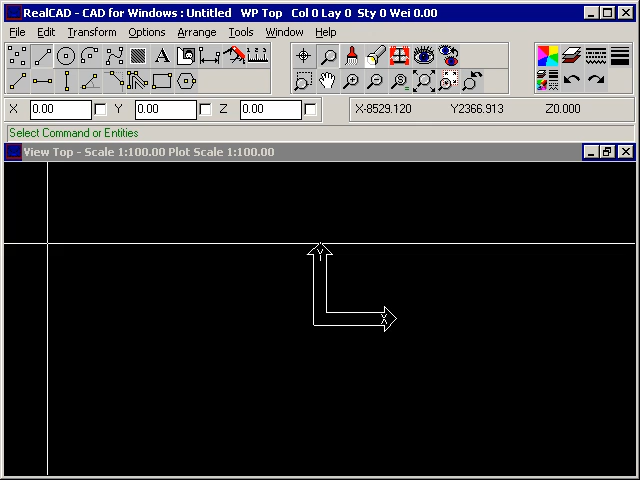 RealCAD - CAD for Windows : Untitled   WP Top   Col 0 Lay 0  Sty 0 Wei 0.00
File Edit Transform Options Arrange Tools Window Help
A
X 0.00 Y 0.00 Z 0.00 X-8529.120 Y2366.913 Z0.000
Select Command or Entities
View Top - Scale 1:100.00 Plot Scale 1:100.00
Y
X